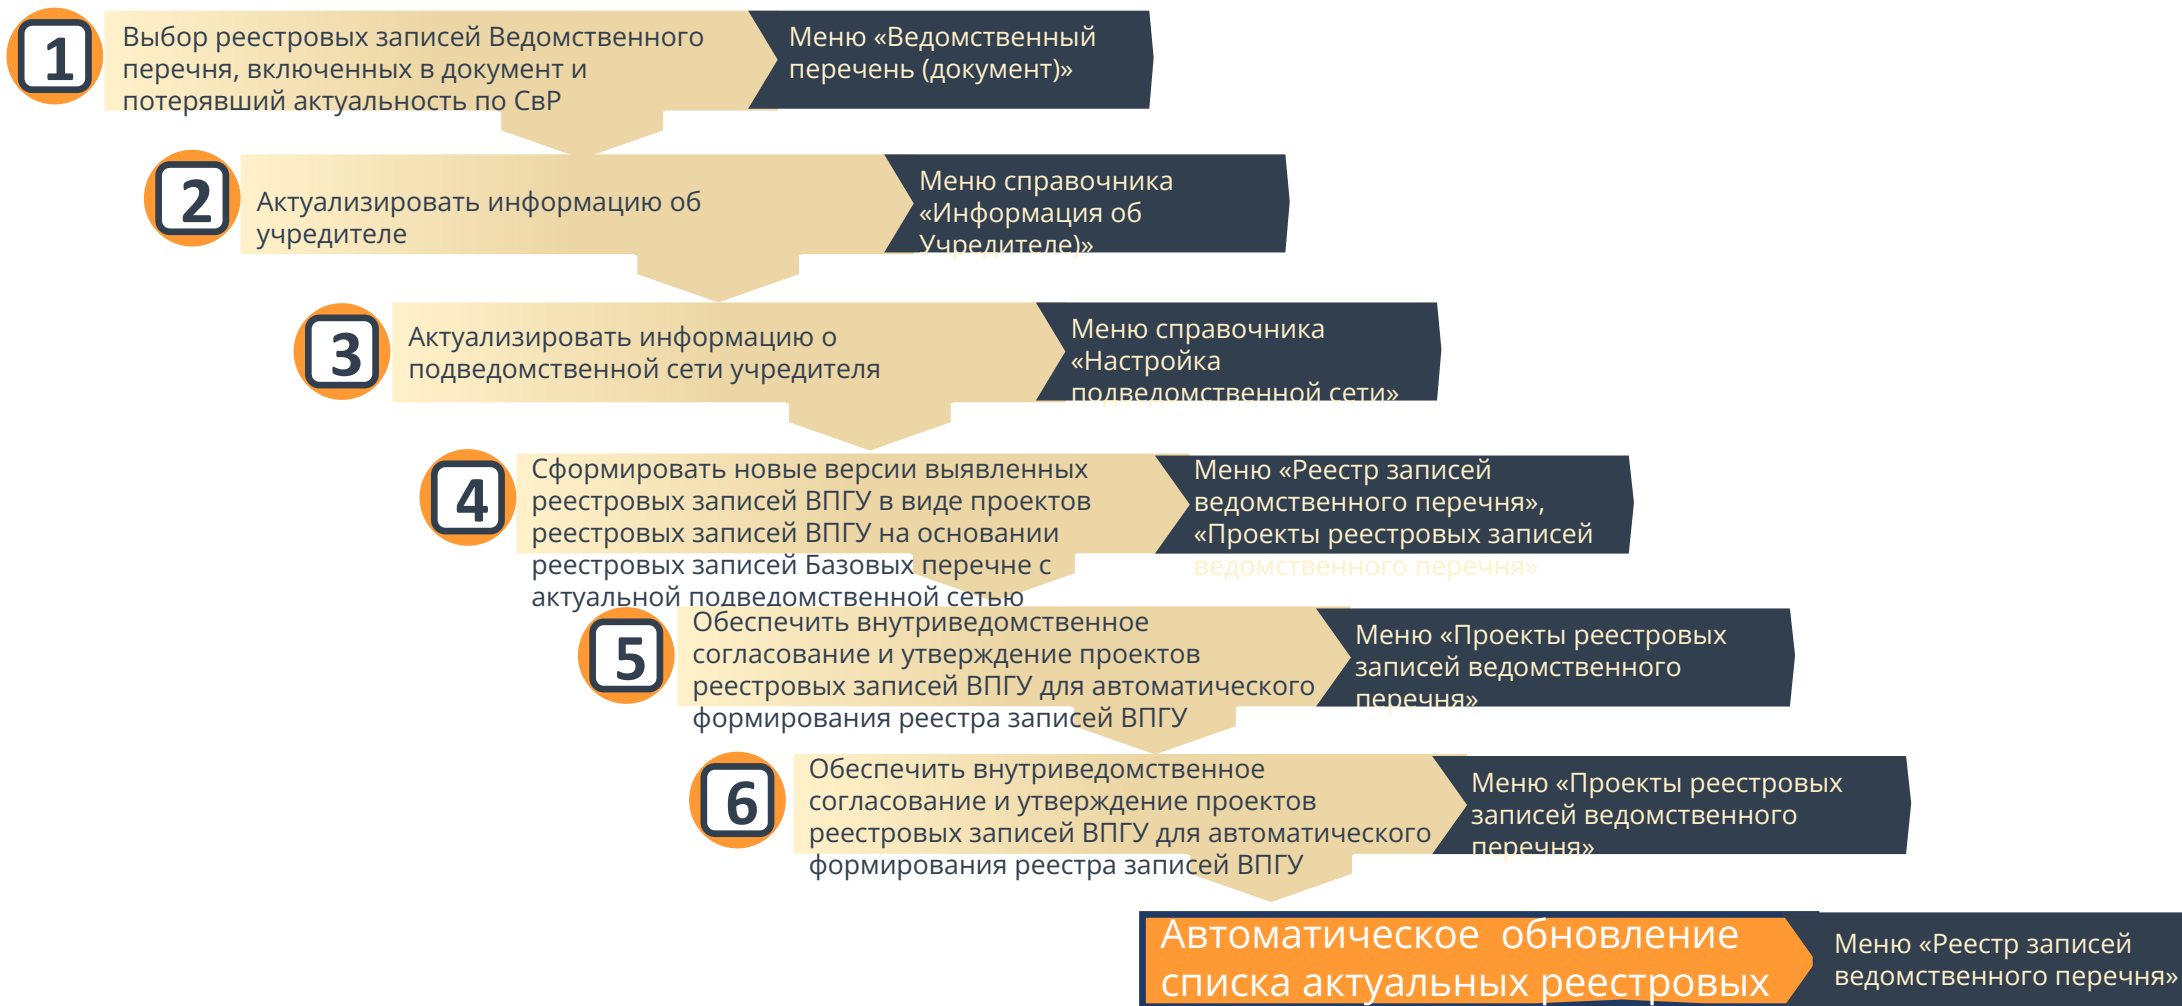 1
Выбор реестровых записей Ведомственного
перечня, включенных в документ и
потерявший актуальность по СвР
Меню «Ведомственный
перечень (документ)»
2
Актуализировать информацию об
учредителе
Меню справочника
«Информация об
Учредителе)»
3
Актуализировать информацию о
подведомственной сети учредителя
Меню справочника
«Настройка
подведомственной сети»
4
Сформировать новые версии выявленных
реестровых записей ВПГУ в виде проектов
реестровых записей ВПГУ на основании
реестровых записей Базовых перечне с
актуальной подведомственной сетью
Меню «Реестр записей
ведомственного перечня»,
«Проекты реестровых записей
ведомственного перечня»
5
Обеспечить внутриведомственное
согласование и утверждение проектов
реестровых записей ВПГУ для автоматического
формирования реестра записей ВПГУ
Меню «Проекты реестровых
записей ведомственного
перечня»
6
Обеспечить внутриведомственное
согласование и утверждение проектов
реестровых записей ВПГУ для автоматического
формирования реестра записей ВПГУ
Меню «Проекты реестровых
записей ведомственного
перечня»
Автоматическое обновление
списка актуальных реестровых
Меню «Реестр записей
ведомственного перечня»